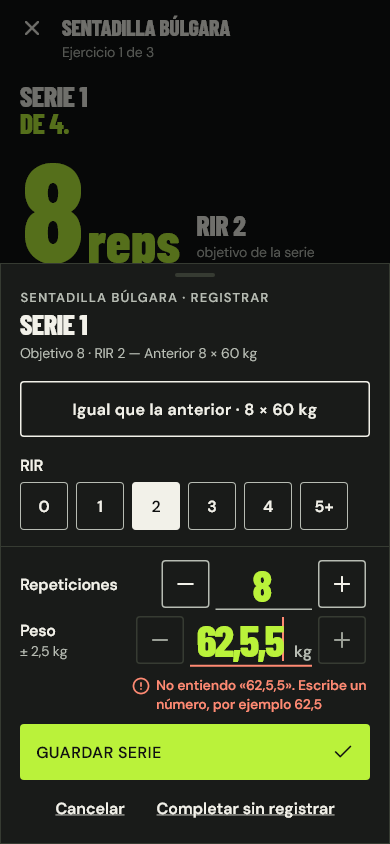 SENTADILLA BÚLGARA
Ejercicio 1 de 3
SERIE 1
DE 4.
8 reps
RIR 2
objetivo de la serie
SENTADILLA BÚLGARA · REGISTRAR
SERIE 1
Objetivo 8 · RIR 2 — Anterior 8 × 60 kg
Igual que la anterior · 8 × 60 kg
RIR
0 1 2 3 4 5+
Repeticiones
8
Peso
± 2,5 kg
62,5,5 kg
No entiendo «62,5,5». Escribe un
número, por ejemplo 62,5
GUARDAR SERIE
Cancelar
Completar sin registrar